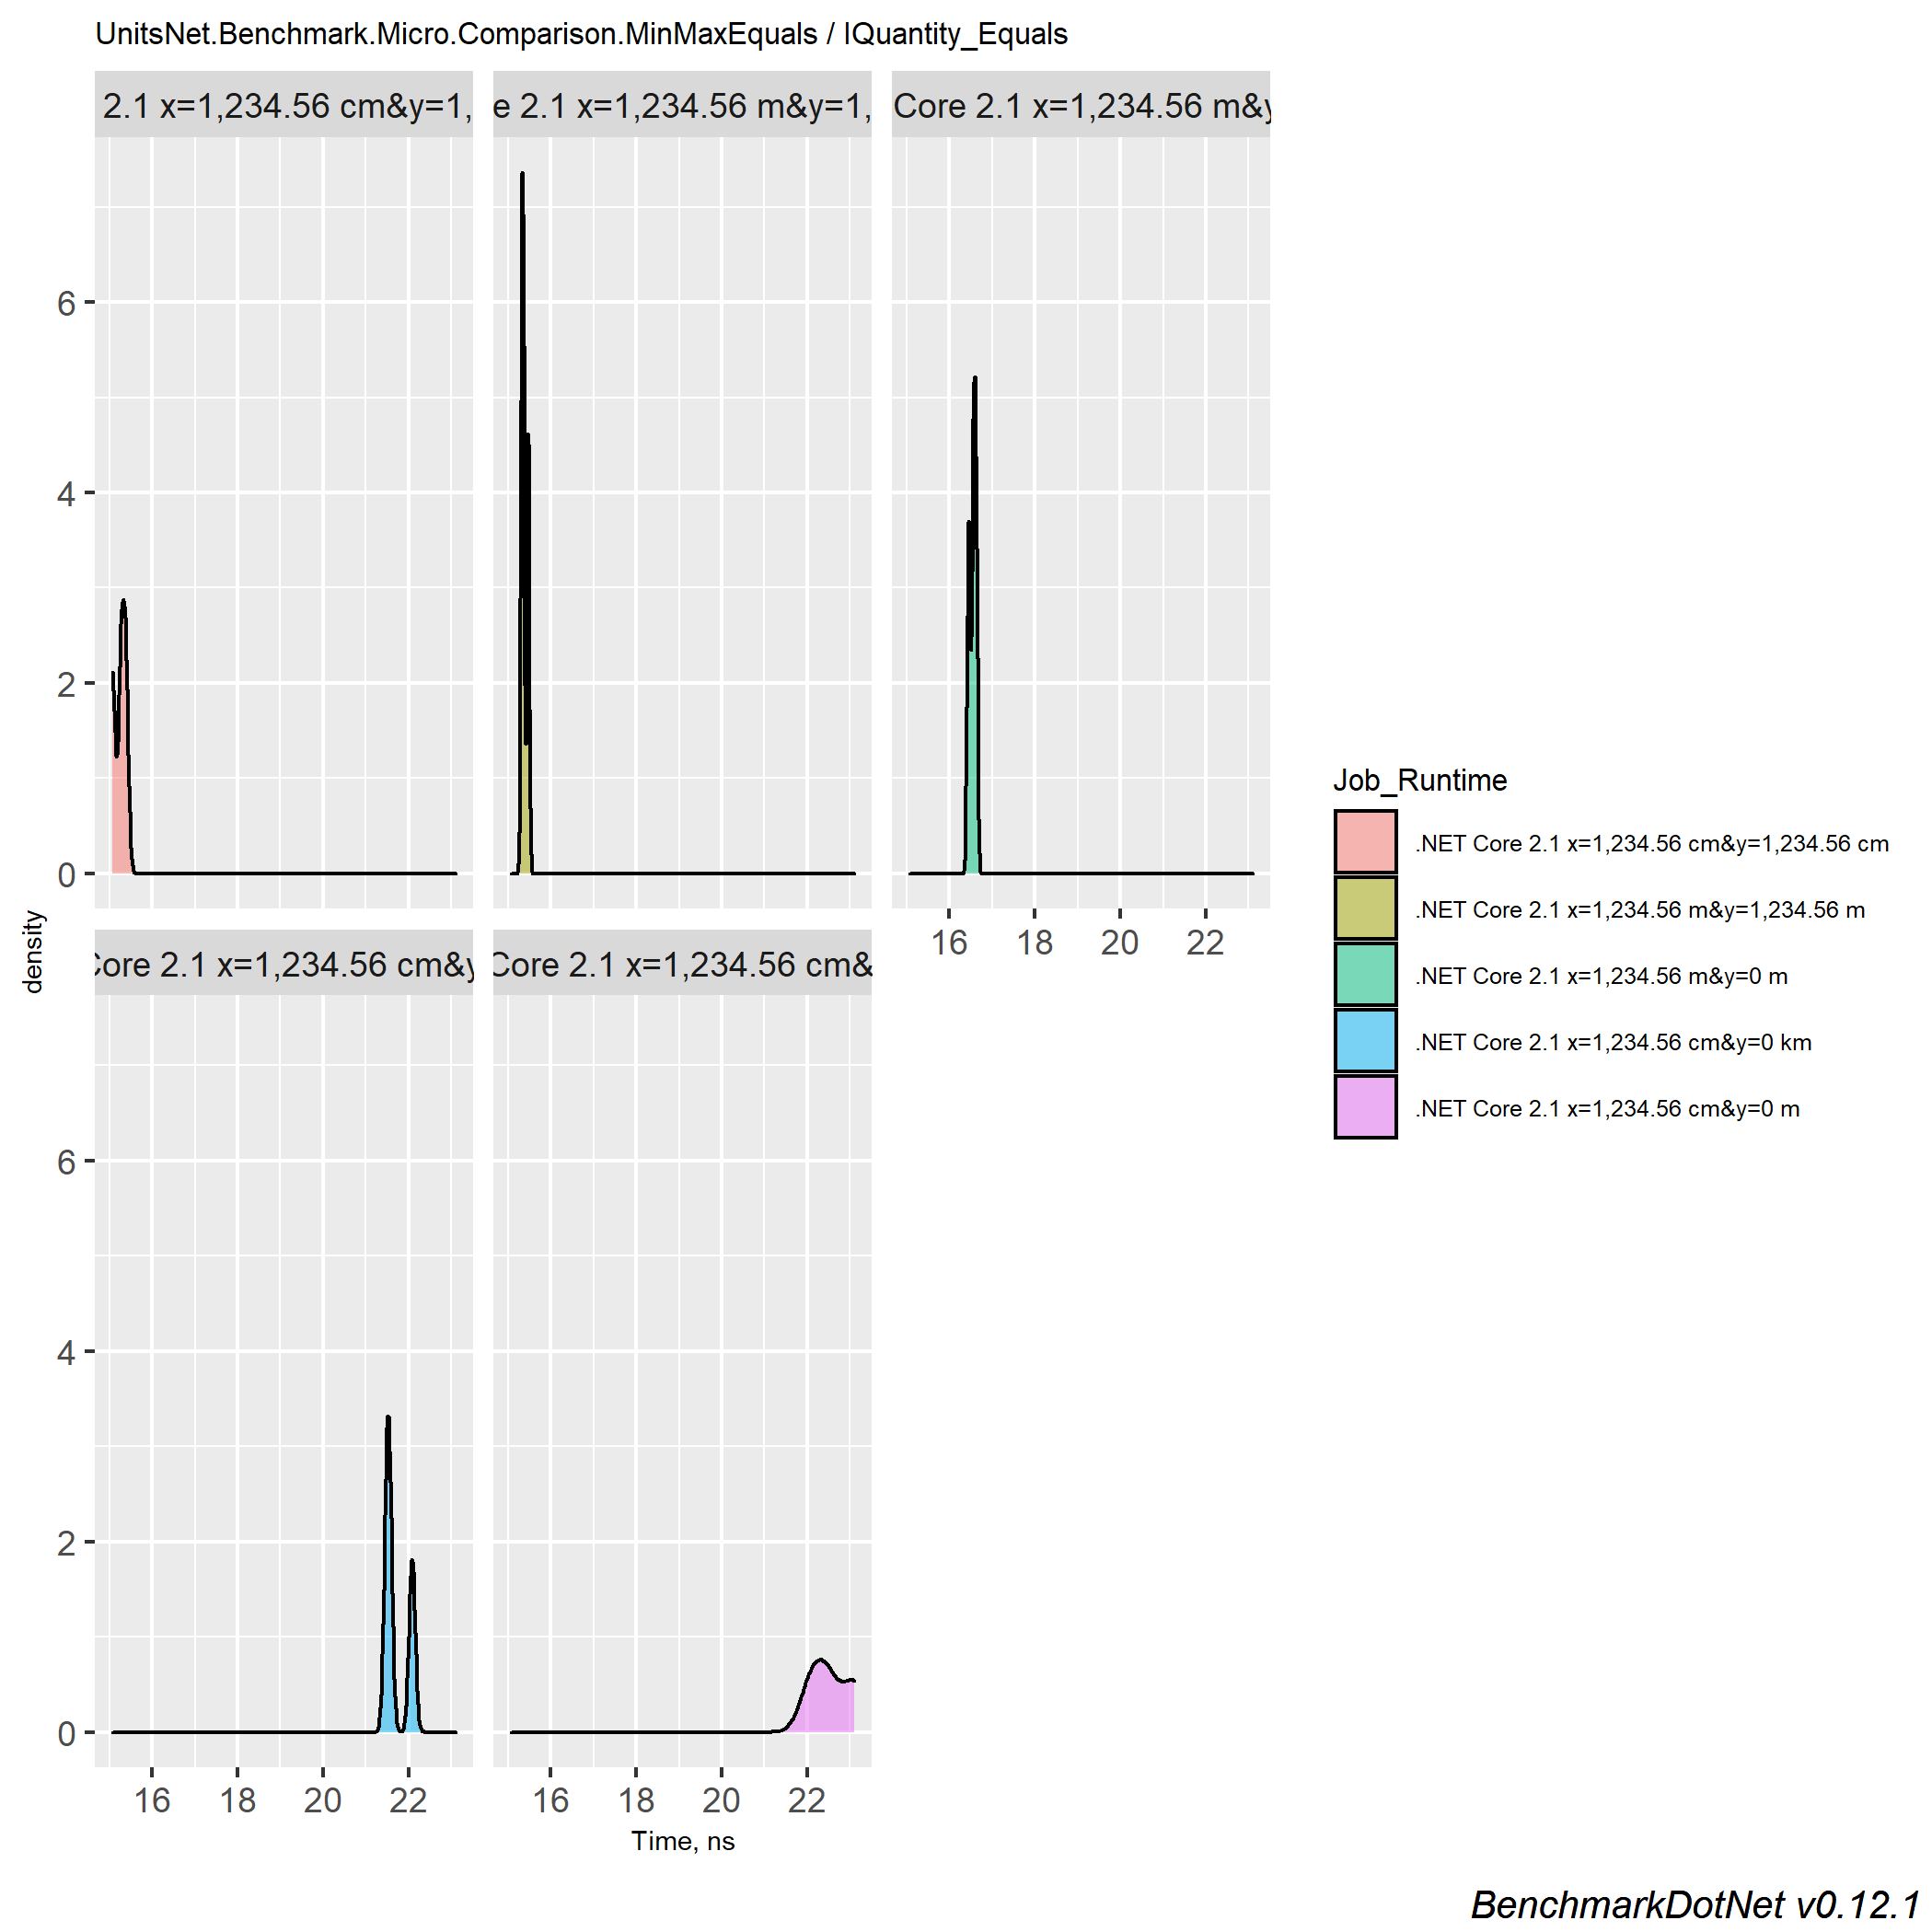 UnitsNet.Benchmark.Micro.Comparison.MinMaxEquals / IQuantity_Equals
2.1 x=1,234.56 cm&y=1,
e 2.1 x=1,234.56 m&y=1,
Core 2.1 x=1,234.56 m&y
6
4
2
0
16 18 20 22
density
Core 2.1 x=1,234.56 cm&y
Core 2.1 x=1,234.56 cm&
6
4
2
0
16 18 20 22
16 18 20 22
Time, ns
Job_Runtime
.NET Core 2.1 x=1,234.56 cm&y=1,234.56 cm
.NET Core 2.1 x=1,234.56 m&y=1,234.56 m
.NET Core 2.1 x=1,234.56 m&y=0 m
.NET Core 2.1 x=1,234.56 cm&y=0 km
.NET Core 2.1 x=1,234.56 cm&y=0 m
BenchmarkDotNet v0.12.1